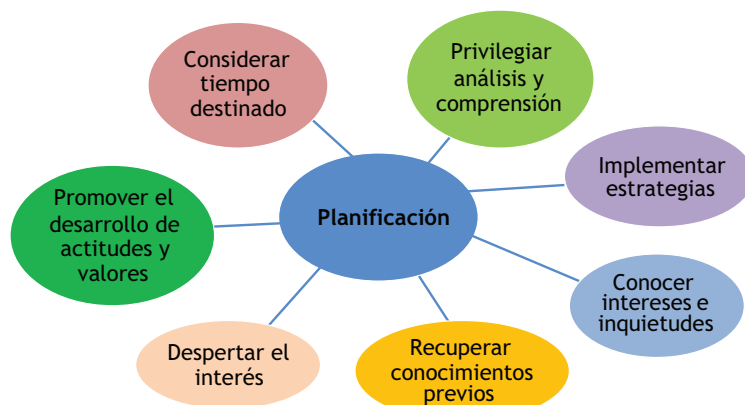 Considerar
tiempo
destinado
Privilegiar
análisis y
comprensión
Implementar
estrategias
Planificación
Promover el
desarrollo de
actitudes y
valores
Conocer
intereses e
inquietudes
Despertar el
interés
Recuperar
conocimientos
previos